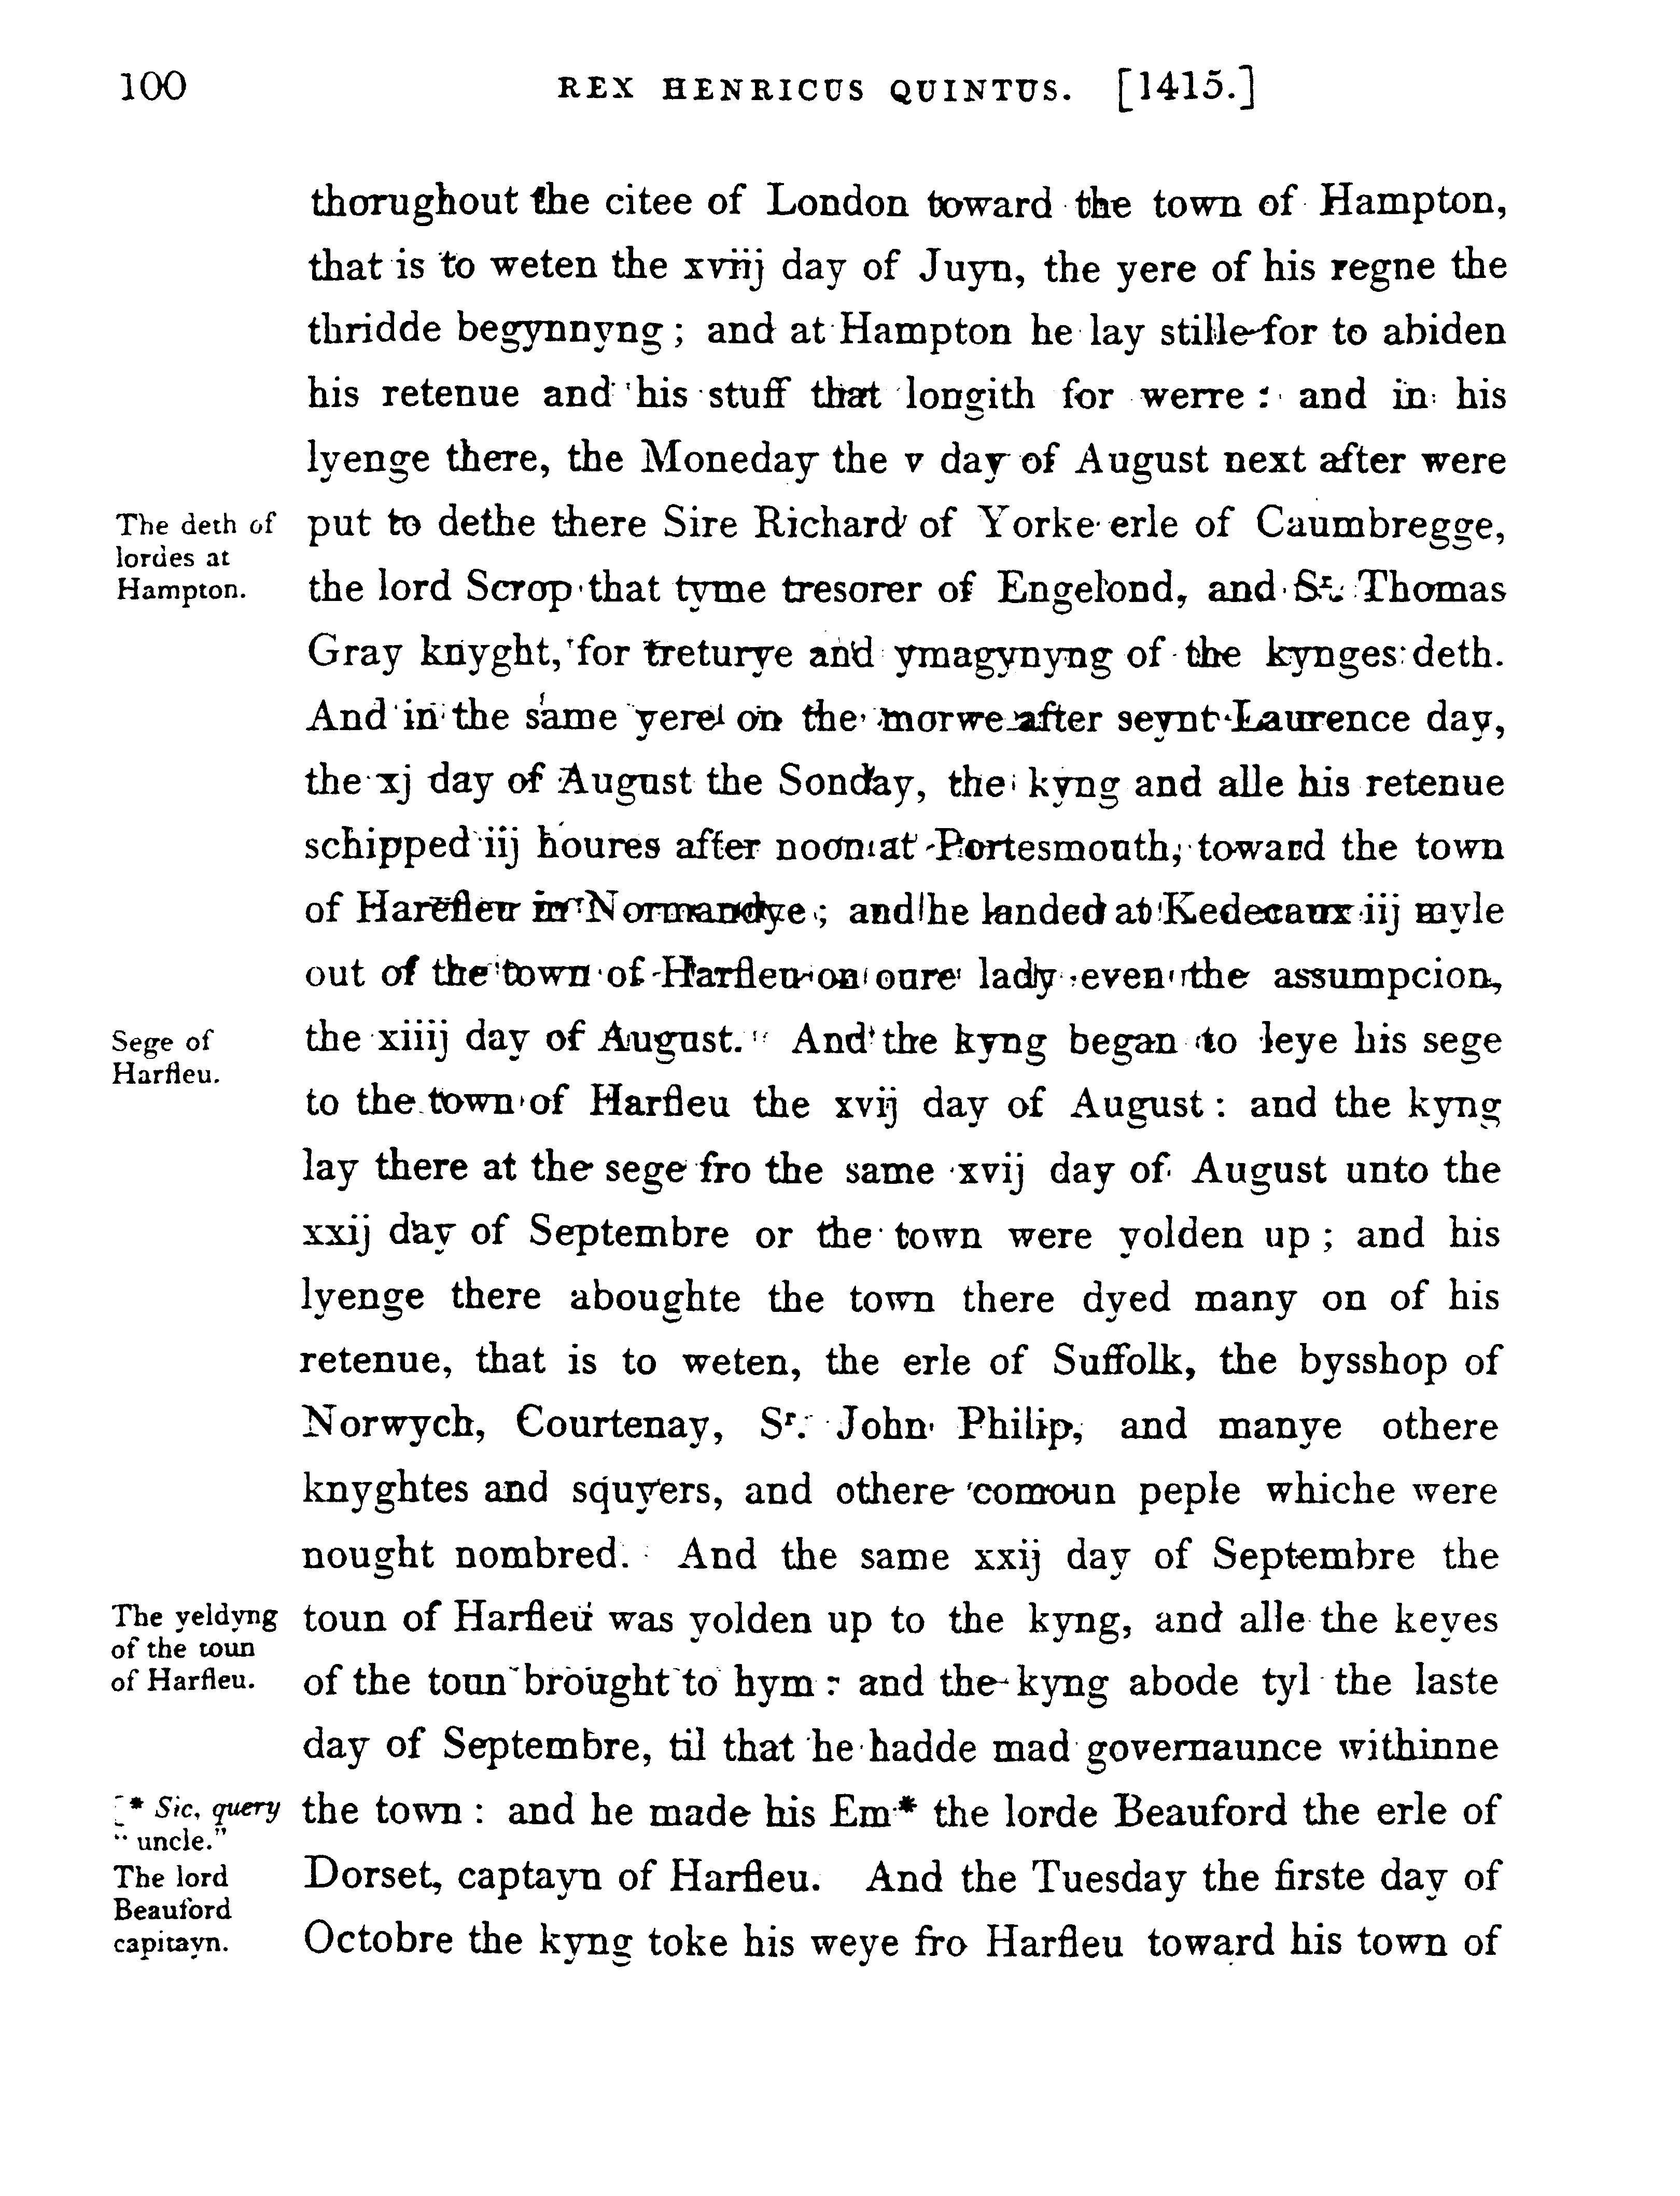 100 REX HENRICUS QUINTUS. [1415.]
thorughout the citee of London toward the town of Hampton,
that is to weten the xviij day of Juyn, the yere of his regne the
thridde begynnyng; and at Hampton he lay stille for to abiden
his retenue and his stuff that longith for werre: and in his
lyenge there, the Moneday the v day of August next after were
The deth of
lordes at
Hampton.
put to dethe there Sire Richard of Yorke erle of Caumbregge,
the lord Scrop that tyme tresorer of Engelond, and Sr. Thomas
Gray knyght, for treturye and ymagynyng of the kynges deth.
And in the same yere on the morwe after seynt Laurence day,
the xj day of August the Sonday, the kyng and alle his retenue
schipped iij houres after noon at Portesmouth, toward the town
of Harefleu in Normandye; and he landed at Kedecaux iij myle
out of the town of Harfleu on oure lady even the assumpcion,
Sege of
Harfleu.
the xiiij day of August. And the kyng began to leye his sege
to the town of Harfleu the xvij day of August: and the kyng
lay there at the sege fro the same xvij day of August unto the
xxij day of Septembre or the town were yolden up; and his
lyenge there aboughte the town there dyed many on of his
retenue, that is to weten, the erle of Suffolk, the bysshop of
Norwych, Courtenay, Sr. John Philip, and manye othere
knyghtes and squyers, and othere comoun peple whiche were
nought nombred. And the same xxij day of Septembre the
The yeldyng
of the toun
of Harfleu.
toun of Harfleu was yolden up to the kyng, and alle the keyes
of the toun brought to hym: and the kyng abode tyl the laste
day of Septembre, til that he hadde mad governaunce withinne
[* Sic, query
"uncle."
the town: and he made his Em* the lorde Beauford the erle of
The lord
Beauford
capitayn.
Dorset, captayn of Harfleu. And the Tuesday the firste day of
Octobre the kyng toke his weye fro Harfleu toward his town of